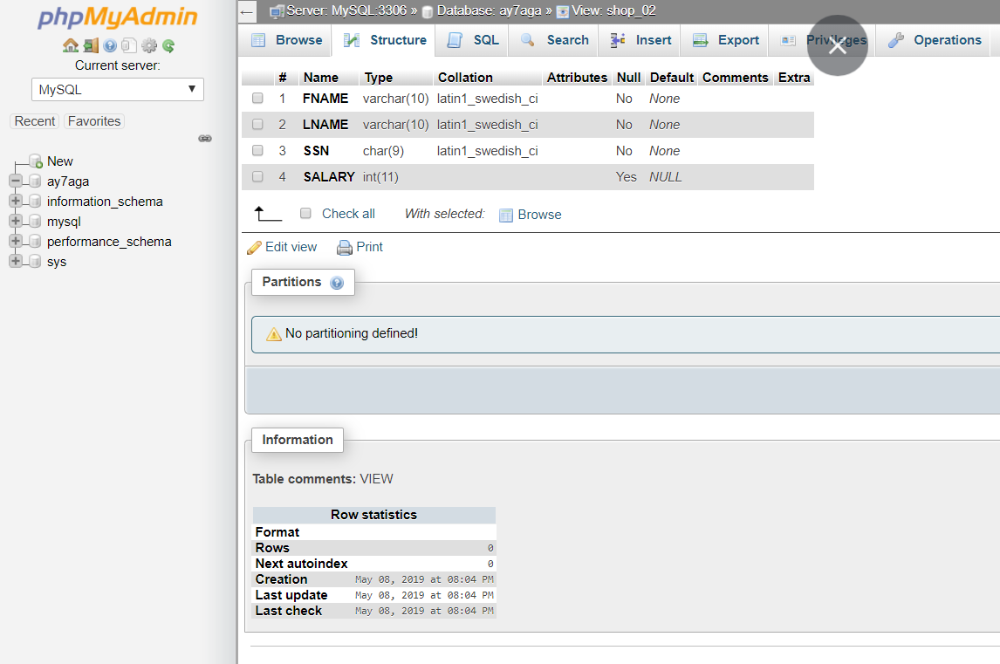 phpMyAdmin
Current server:
MySQL
Recent Favorites
New
ay7aga
information_schema
mysql
performance_schema
sys
Server: MySQL:3306 » Database: ay7aga » View: shop_02
Browse Structure SQL Search Insert Export Privileges Operations
# Name Type Collation Attributes Null Default Comments Extra
1 FNAME varchar(10) latin1_swedish_ci No None
2 LNAME varchar(10) latin1_swedish_ci No None
3 SSN char(9) latin1_swedish_ci No None
4 SALARY int(11) Yes NULL
Check all With selected: Browse
Edit view Print
Partitions
No partitioning defined!
Information
Table comments: VIEW
Row statistics
Format
Rows 0
Next autoindex 0
Creation May 08, 2019 at 08:04 PM
Last update May 08, 2019 at 08:04 PM
Last check May 08, 2019 at 08:04 PM